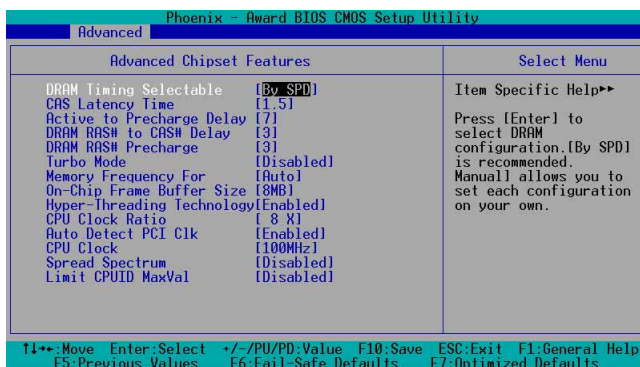 Phoenix - Award BIOS CMOS Setup Utility
Advanced
Advanced Chipset Features
Select Menu
DRAM Timing Selectable [By SPD]
CAS Latency Time [1.5]
Active to Precharge Delay [7]
DRAM RAS# to CAS# Delay [3]
DRAM RAS# Precharge [3]
Turbo Mode [Disabled]
Memory Frequency For [Auto]
On-Chip Frame Buffer Size [8MB]
Hyper-Threading Technology[Enabled]
CPU Clock Ratio [ 8 X]
Auto Detect PCI Clk [Enabled]
CPU Clock [100MHz]
Spread Spectrum [Disabled]
Limit CPUID MaxVal [Disabled]
Item Specific Help▸▸
Press [Enter] to
select DRAM
configuration.[By SPD]
is recommended.
Manual] allows you to
set each configuration
on your own.
↑↓→←:Move Enter:Select +/-/PU/PD:Value F10:Save ESC:Exit F1:General Help
F5:Previous Values F6:Fail-Safe Defaults F7:Optimized Defaults